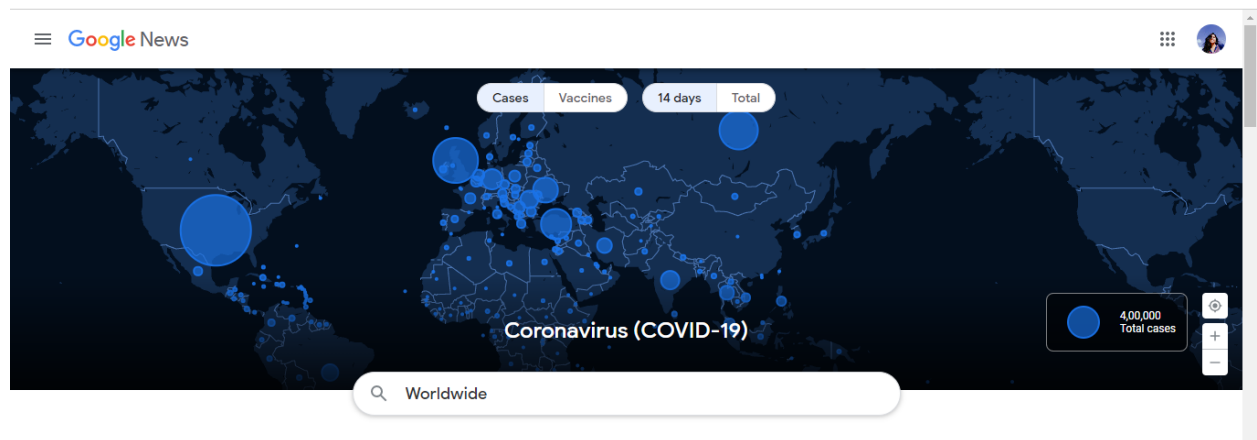 Google News
Cases Vaccines 14 days Total
Coronavirus (COVID-19)
4,00,000
Total cases
Worldwide